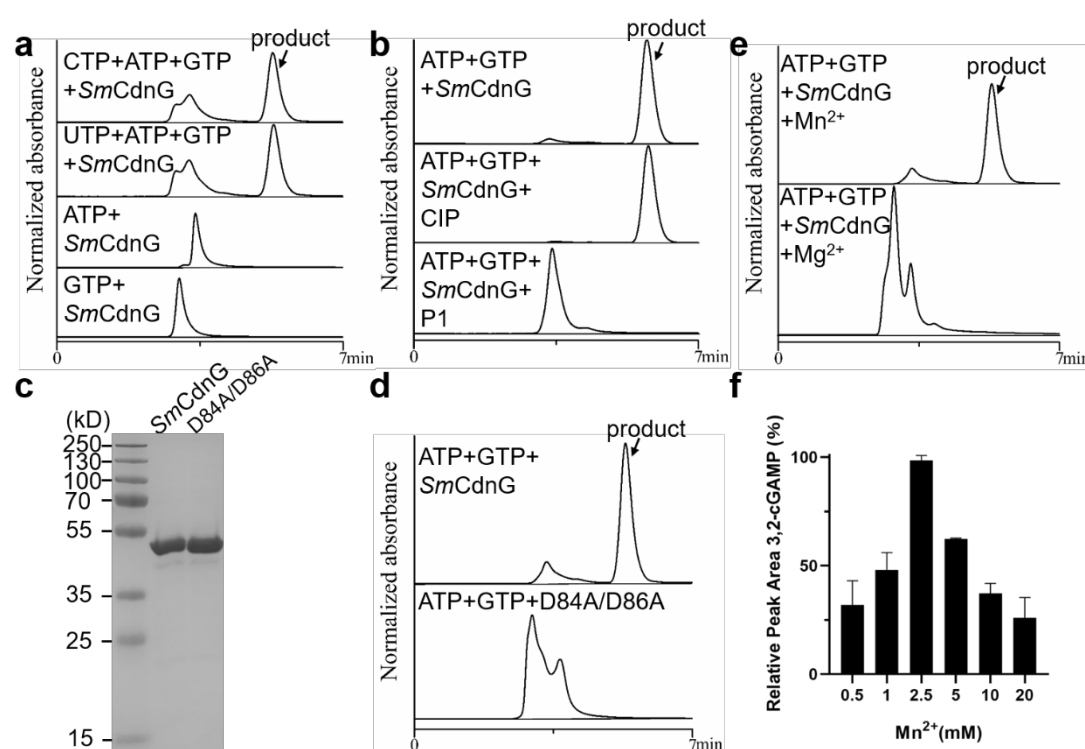 a
product
CTP+ATP+GTP
+SmCdnG
UTP+ATP+GTP
+SmCdnG
ATP+
SmCdnG
GTP+
SmCdnG
Normalized absorbance
0
7min
b
product
ATP+GTP
+SmCdnG
ATP+GTP+
SmCdnG+
CIP
ATP+GTP+
SmCdnG+
P1
Normalized absorbance
0
7min
e
product
ATP+GTP
+SmCdnG
+Mn²⁺
ATP+GTP
+SmCdnG
+Mg²⁺
Normalized absorbance
0
7min
c
(kD)
SmCdnG
D84A/D86A
250
130
100
70
55
35
25
15
d
product
ATP+GTP+
SmCdnG
ATP+GTP+D84A/D86A
Normalized absorbance
0
7min
f
Relative Peak Area 3,2-cGAMP (%)
100
50
0
0.5 1 2.5 5 10 20
Mn²⁺(mM)